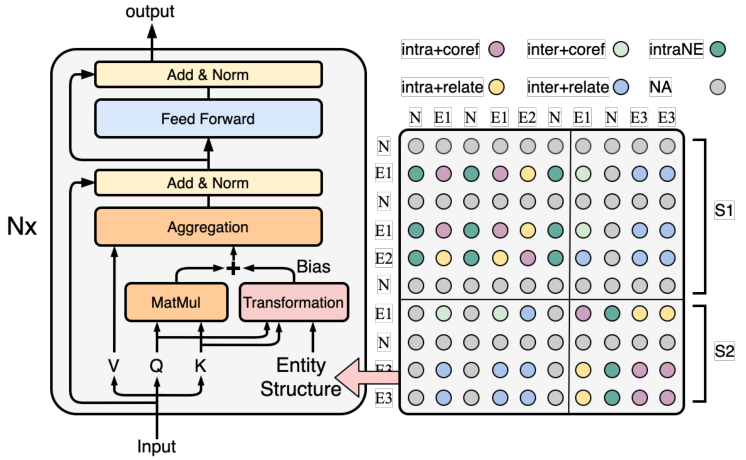 output
Add & Norm
Feed Forward
Add & Norm
Aggregation
Nx
+
Bias
MatMul
Transformation
V
Q
K
Entity
Structure
Input
intra+coref
inter+coref
intraNE
intra+relate
inter+relate
NA
N E1 N E1 E2 N E1 N E3 E3
N
E1
N
E1
E2
N
E1
N
E3
E3
S1
S2